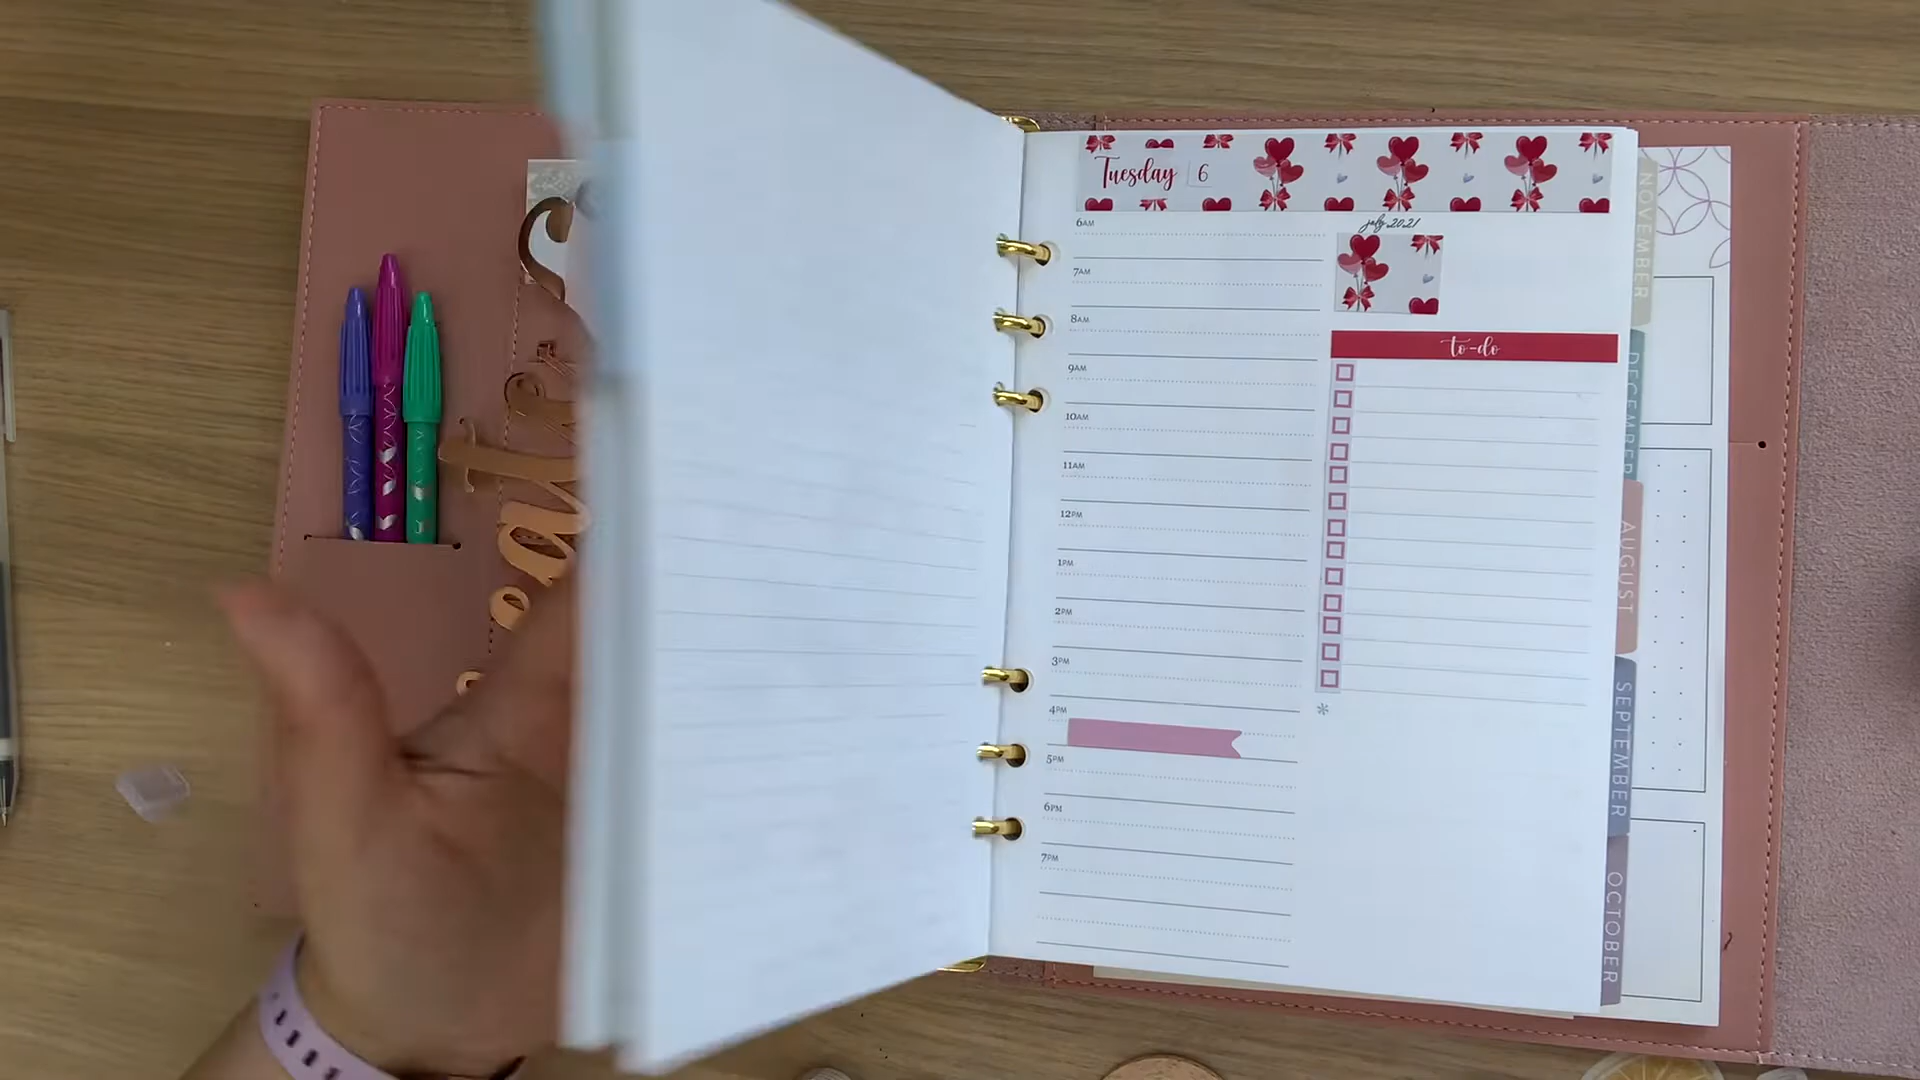 Tuesday 6
july 2021
to-do
6AM
7AM
8AM
9AM
10AM
11AM
12PM
1PM
2PM
3PM
4PM
5PM
6PM
7PM
*
NOVEMBER
DECEMBER
AUGUST
SEPTEMBER
OCTOBER